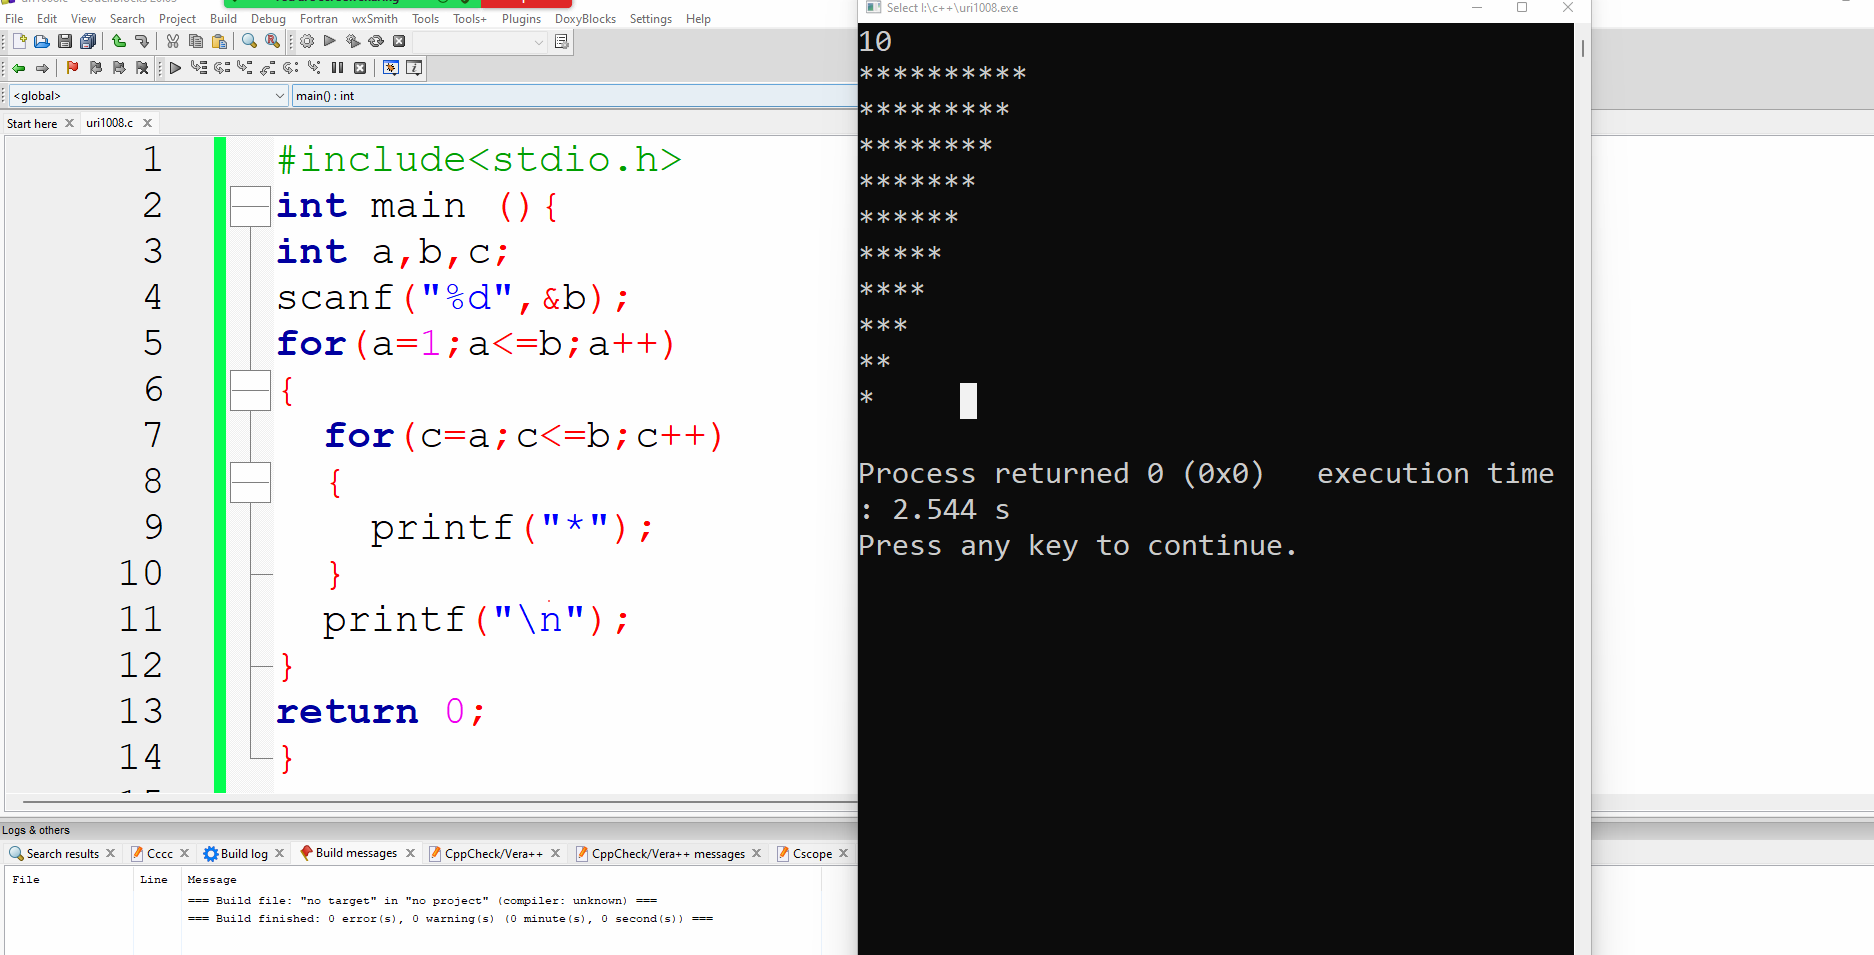 File Edit View Search Project Build Debug Fortran wxSmith Tools Tools+ Plugins DoxyBlocks Settings Help
<global>
main() : int
Start here
uri1008.c
1 #include<stdio.h>
2 int main (){
3 int a,b,c;
4 scanf("%d",&b);
5 for(a=1;a<=b;a++)
6 {
7 for(c=a;c<=b;c++)
8 {
9 printf("*");
10 }
11 printf("\n");
12 }
13 return 0;
14 }
Logs & others
Search results Cccc Build log Build messages CppCheck/Vera++ CppCheck/Vera++ messages Cscope
File Line Message
=== Build file: "no target" in "no project" (compiler: unknown) ===
=== Build finished: 0 error(s), 0 warning(s) (0 minute(s), 0 second(s)) ===
Select I:\c++\uri1008.exe
10
**********
*********
********
*******
******
*****
****
***
**
*
Process returned 0 (0x0) execution time
: 2.544 s
Press any key to continue.